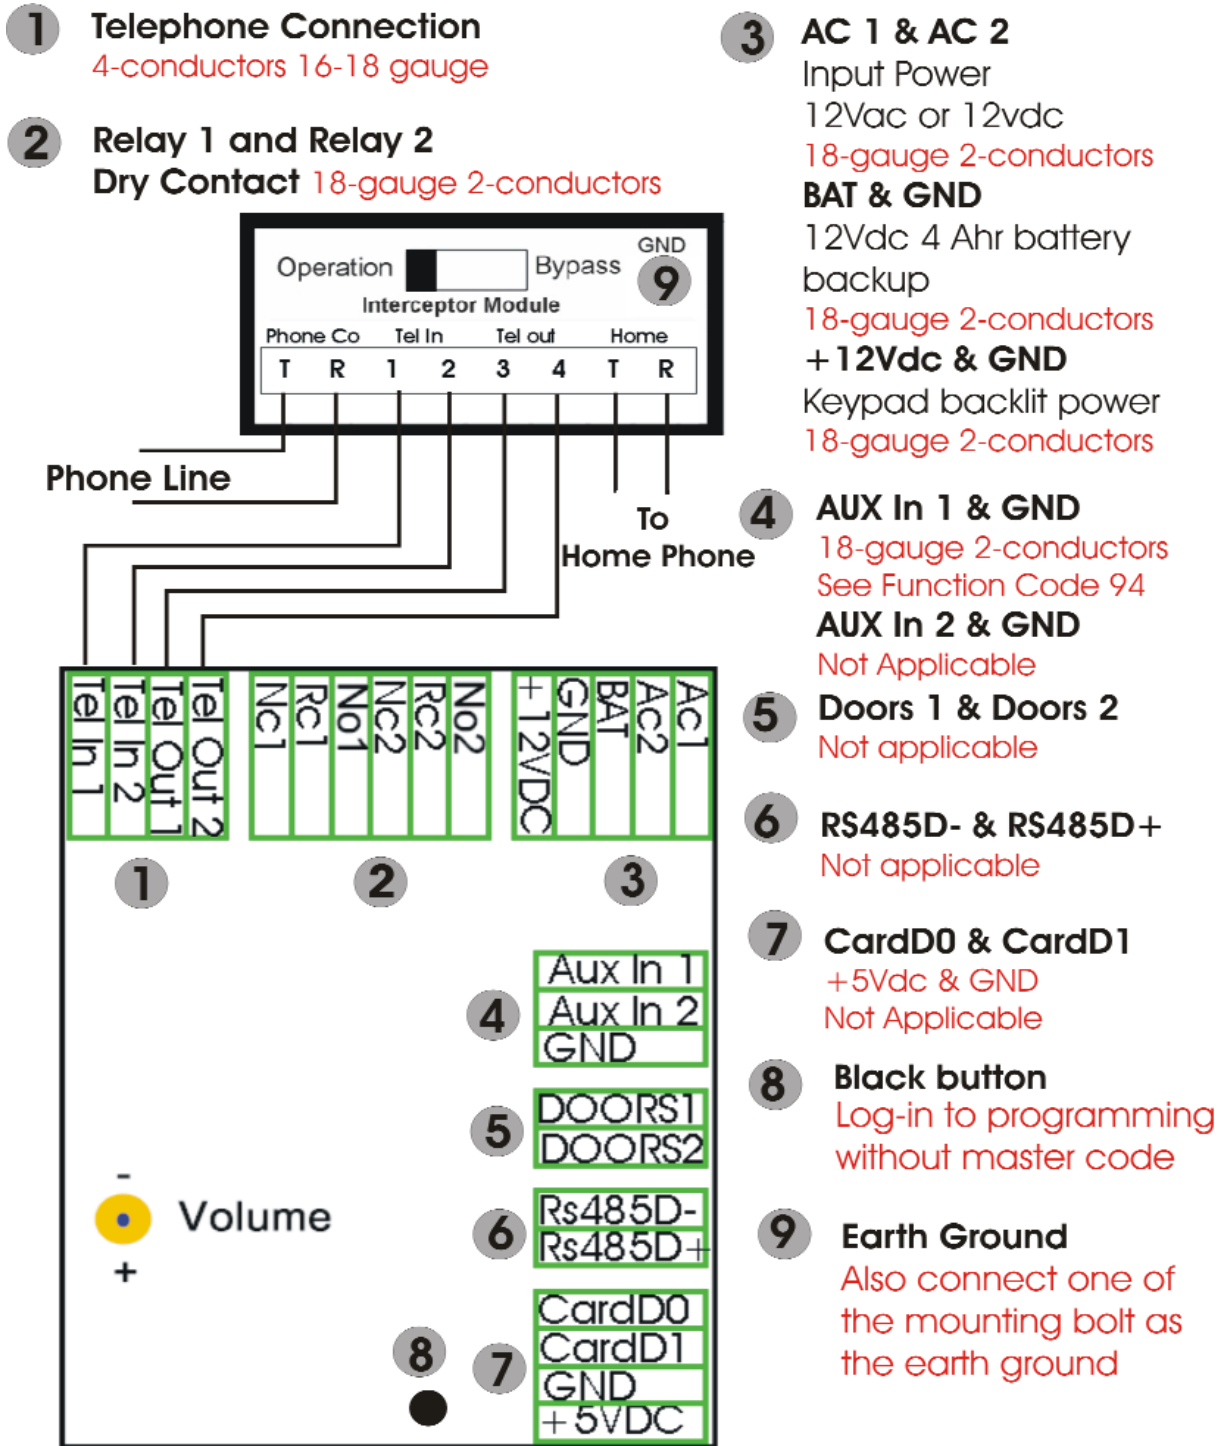 1 Telephone Connection
4-conductors 16-18 gauge
2 Relay 1 and Relay 2
Dry Contact 18-gauge 2-conductors
GND
Operation Bypass 9
Interceptor Module
Phone Co Tel In Tel out Home
T R 1 2 3 4 T R
Phone Line
To
Home Phone
Tel In 1
Tel In 2
Tel Out 1
Tel Out 2
Nc1
Rc1
No1
Nc2
Rc2
No2
+12VDC
GND
BAT
Ac2
Ac1
1 2 3
4
Aux In 1
Aux In 2
GND
5
DOORS1
DOORS2
6
Rs485D-
Rs485D+
7
CardD0
CardD1
GND
+5VDC
8
-
Volume
+
3 AC 1 & AC 2
Input Power
12Vac or 12vdc
18-gauge 2-conductors
BAT & GND
12Vdc 4 Ahr battery
backup
18-gauge 2-conductors
+12Vdc & GND
Keypad backlit power
18-gauge 2-conductors
4 AUX In 1 & GND
18-gauge 2-conductors
See Function Code 94
AUX In 2 & GND
Not Applicable
5 Doors 1 & Doors 2
Not applicable
6 RS485D- & RS485D+
Not applicable
7 CardD0 & CardD1
+5Vdc & GND
Not Applicable
8 Black button
Log-in to programming
without master code
9 Earth Ground
Also connect one of
the mounting bolt as
the earth ground